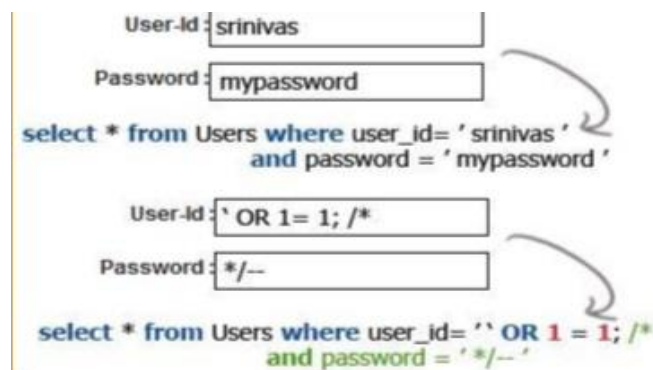 User-Id : srinivas
Password : mypassword
select * from Users where user_id= ' srinivas '
and password = ' mypassword '
User-Id : ` OR 1= 1; /*
Password : */--
select * from Users where user_id= '` OR 1 = 1; /*
and password = ' */-- '